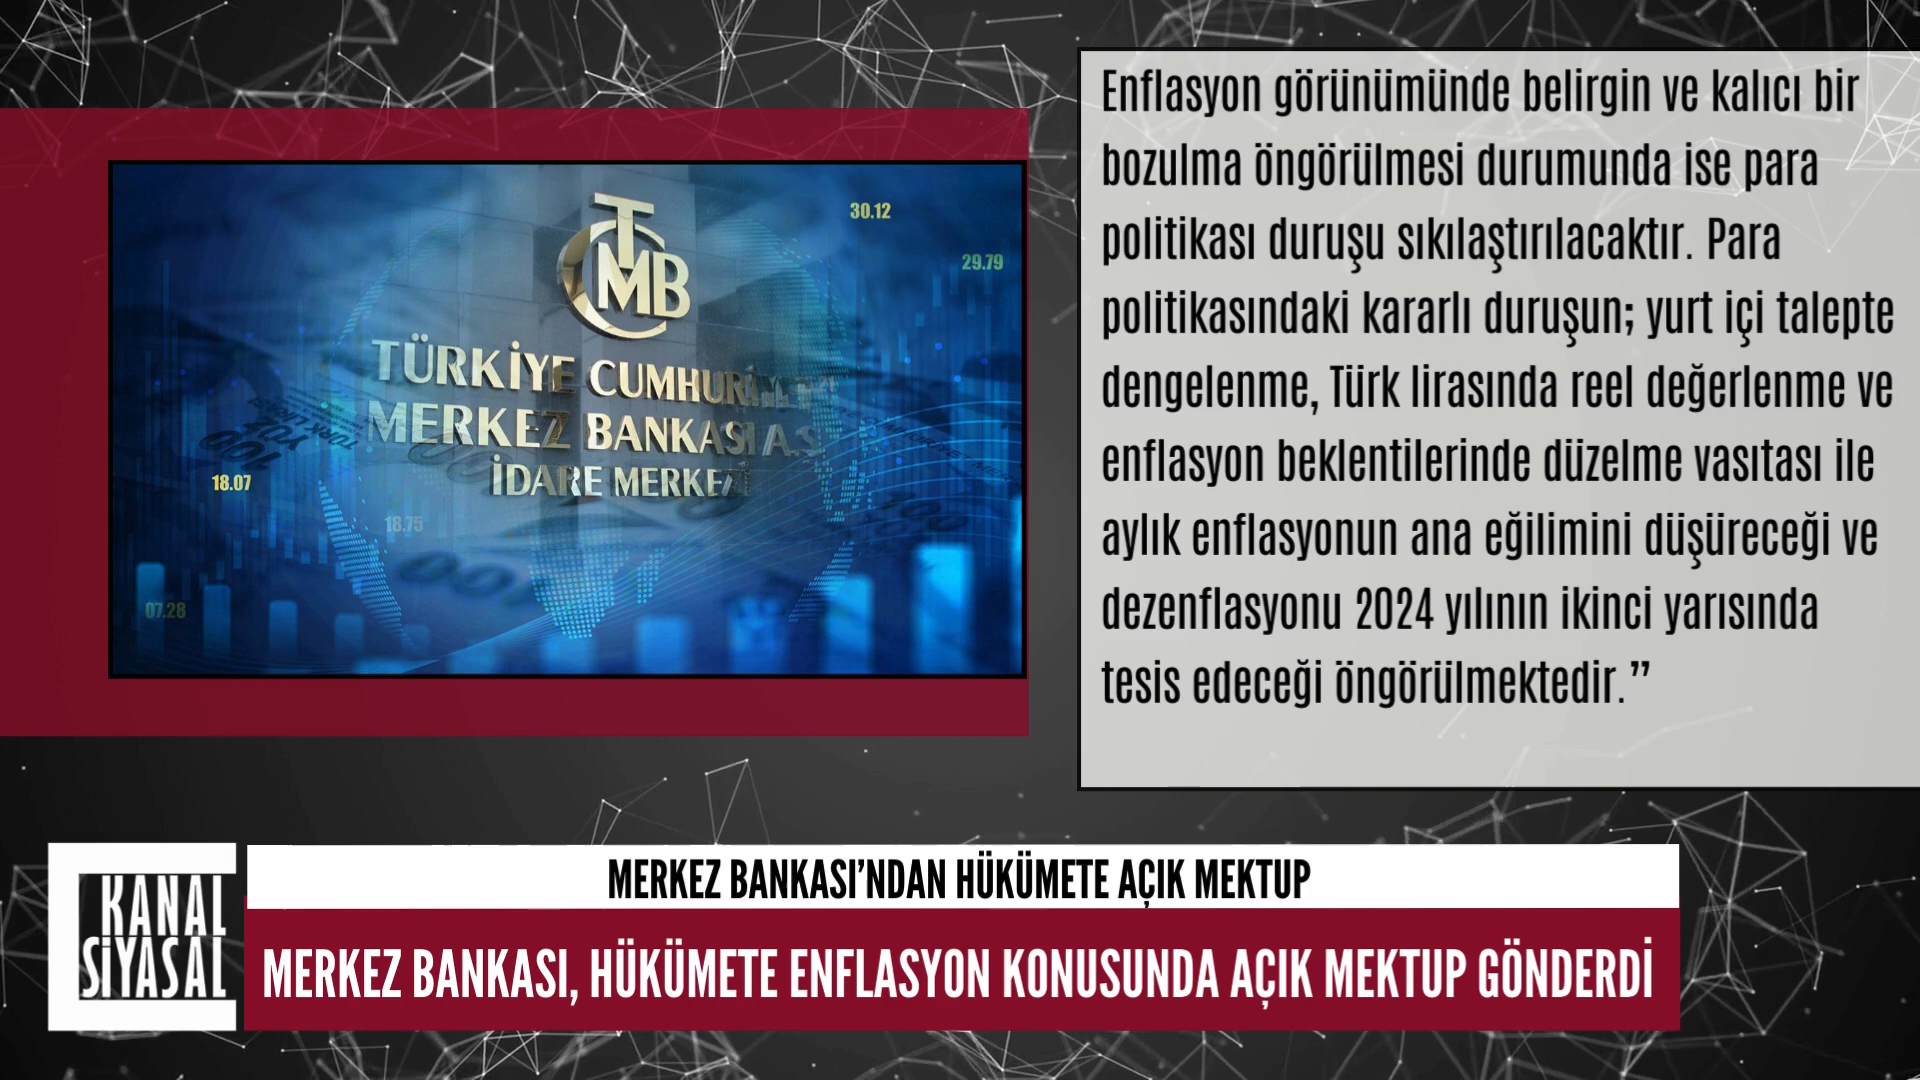 Enflasyon görünümünde belirgin ve kalıcı bir
bozulma öngörülmesi durumunda ise para
politikası duruşu sıkılaştırılacaktır. Para
politikasındaki kararlı duruşun; yurt içi talepte
dengelenme, Türk lirasında reel değerlenme ve
enflasyon beklentilerinde düzelme vasıtası ile
aylık enflasyonun ana eğilimini düşüreceği ve
dezenflasyonu 2024 yılının ikinci yarısında
tesis edeceği öngörülmektedir.”
TCMB
TÜRKİYE CUMHURİYETİ
MERKEZ BANKASI A.Ş.
İDARE MERKEZİ
30.12
29.79
18.07
18.75
07.28
100
MERKEZ BANKASI’NDAN HÜKÜMETE AÇIK MEKTUP
KANAL
SİYASAL
MERKEZ BANKASI, HÜKÜMETE ENFLASYON KONUSUNDA AÇIK MEKTUP GÖNDERDİ